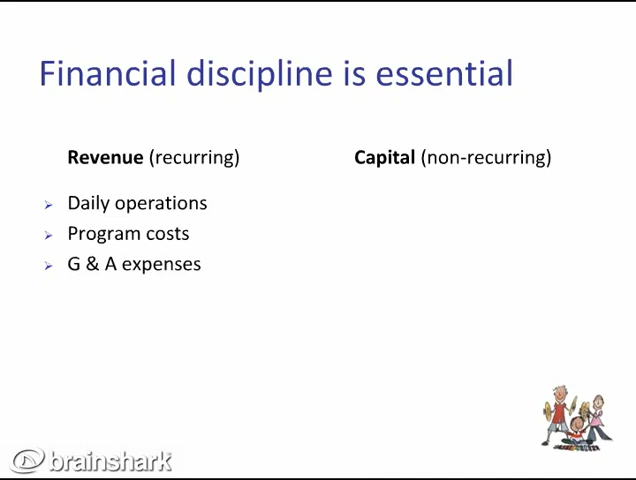 Financial discipline is essential
Revenue (recurring)
Capital (non-recurring)
Daily operations
Program costs
G & A expenses
brainshark